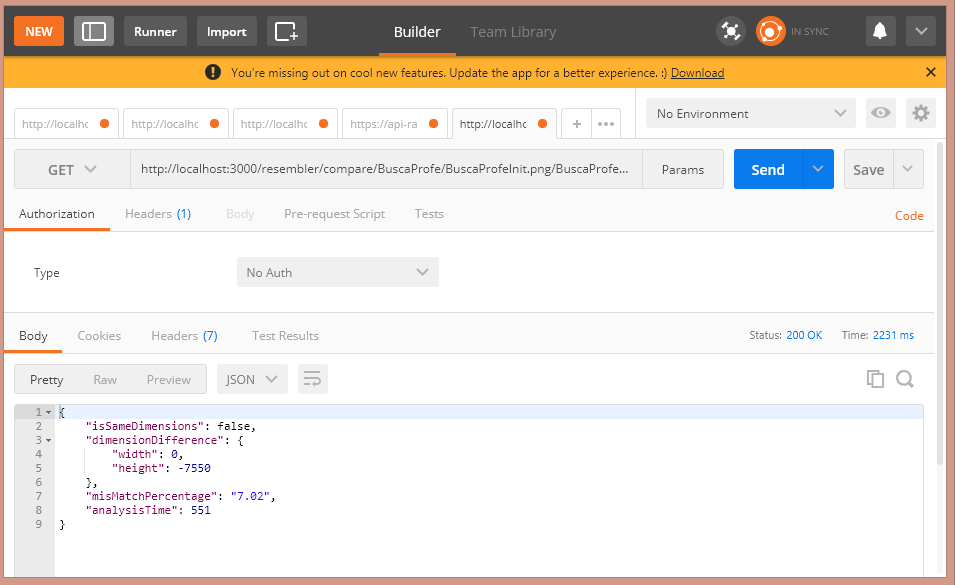 NEW Runner Import Builder Team Library IN SYNC
You're missing out on cool new features. Update the app for a better experience. :) Download
http://localhc http://localhc http://localhc https://api-ra http://localhc + ••• No Environment
GET http://localhost:3000/resembler/compare/BuscaProfe/BuscaProfeInit.png/BuscaProfe... Params Send Save
Authorization Headers (1) Body Pre-request Script Tests Code
Type No Auth
Body Cookies Headers (7) Test Results Status: 200 OK Time: 2231 ms
Pretty Raw Preview JSON
1 {
2 "isSameDimensions": false,
3 "dimensionDifference": {
4 "width": 0,
5 "height": -7550
6 },
7 "misMatchPercentage": "7.02",
8 "analysisTime": 551
9 }